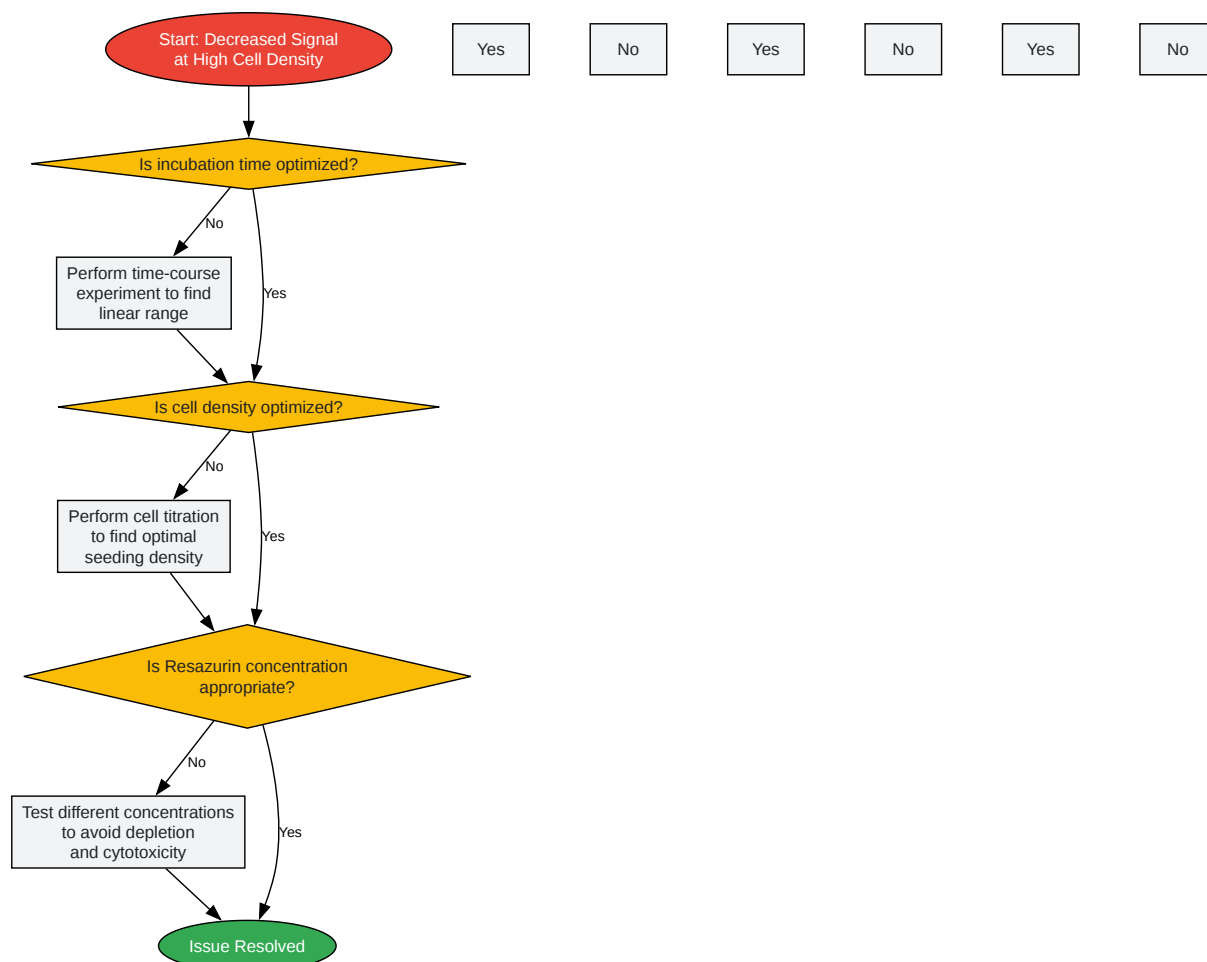 Start: Decreased Signal
at High Cell Density
Yes
No
Yes
No
Yes
No
Is incubation time optimized?
No
Perform time-course
experiment to find
linear range
Yes
Is cell density optimized?
No
Perform cell titration
to find optimal
seeding density
Yes
Is Resazurin concentration
appropriate?
No
Test different concentrations
to avoid depletion
and cytotoxicity
Yes
Issue Resolved